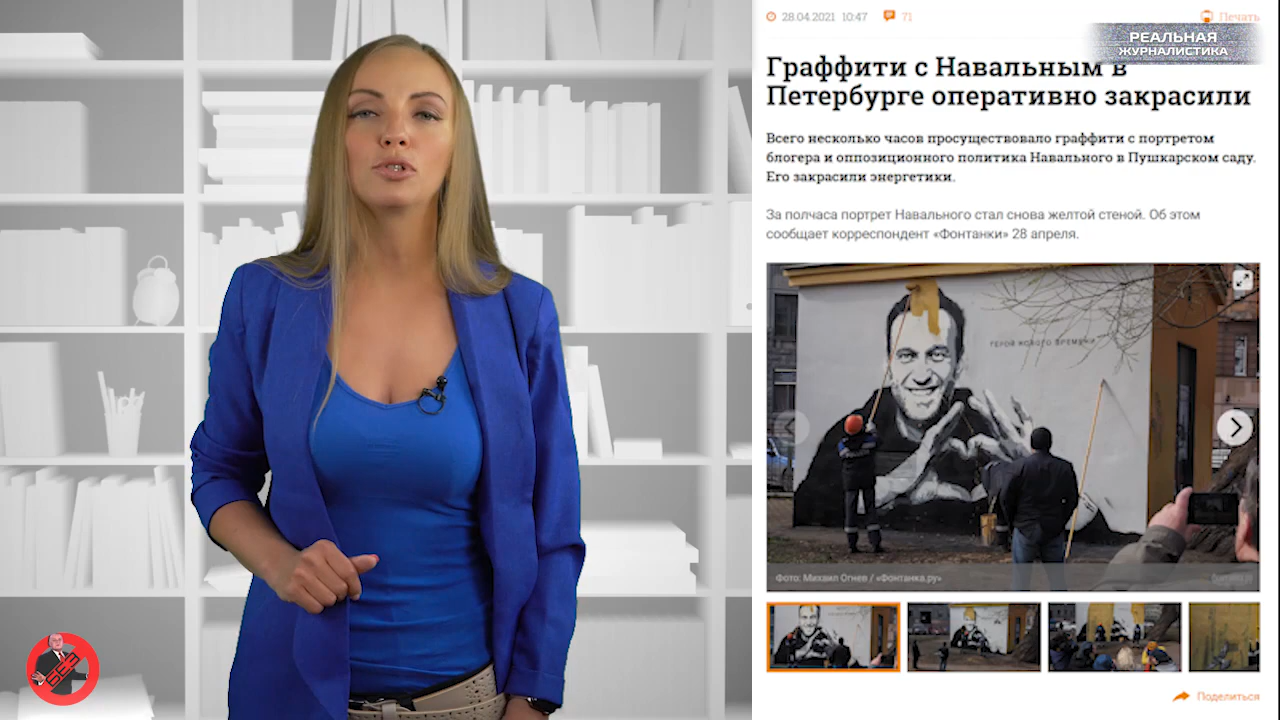 28.04.2021 10:47 71 Печать
РЕАЛЬНАЯ
ЖУРНАЛИСТИКА
Граффити с Навальным в
Петербурге оперативно закрасили
Всего несколько часов просуществовало граффити с портретом
блогера и оппозиционного политика Навального в Пушкарском саду.
Его закрасили энергетики.
За полчаса портрет Навального стал снова желтой стеной. Об этом
сообщает корреспондент «Фонтанки» 28 апреля.
ГЕРОЙ НОВОГО ВРЕМЕНИ
Фото: Михаил Огнев / «Фонтанка.ру»
Поделиться